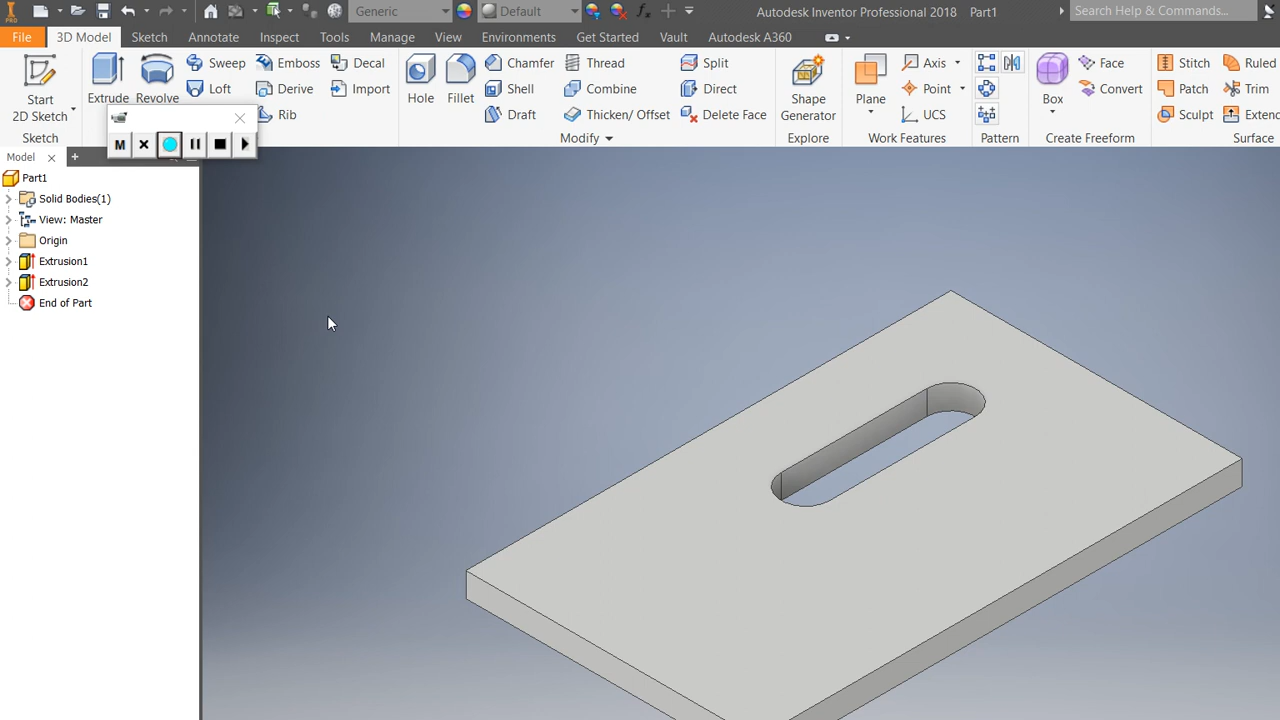 PRO
Generic
Default
fx
Autodesk Inventor Professional 2018 Part1
Search Help & Commands...
File
3D Model
Sketch
Annotate
Inspect
Tools
Manage
View
Environments
Get Started
Vault
Autodesk A360
Start
2D Sketch
Extrude
Revolve
Sweep
Loft
Emboss
Derive
Rib
Decal
Import
Hole
Fillet
Chamfer
Shell
Draft
Thread
Combine
Thicken/ Offset
Split
Direct
Delete Face
Shape
Generator
Plane
Axis
Point
UCS
Box
Face
Convert
Stitch
Patch
Sculpt
Ruled
Trim
Sketch
Modify
Explore
Work Features
Pattern
Create Freeform
Surface
M
Model
Part1
Solid Bodies(1)
View: Master
Origin
Extrusion1
Extrusion2
End of Part